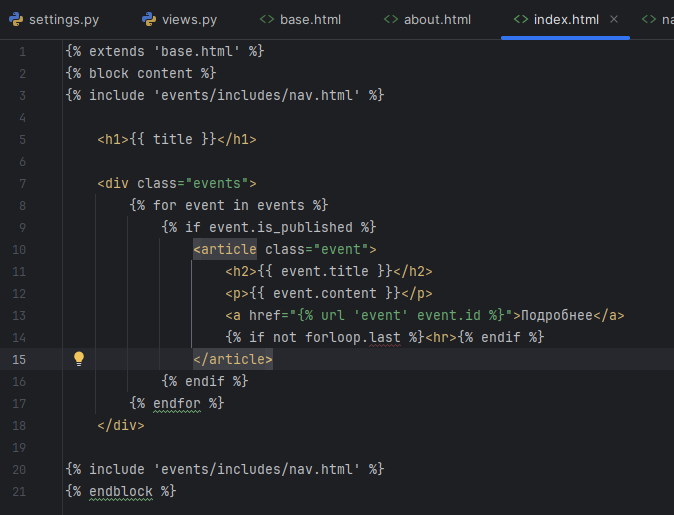 settings.py views.py base.html about.html index.html × na
1 {% extends 'base.html' %}
2 {% block content %}
3 {% include 'events/includes/nav.html' %}
4
5 <h1>{{ title }}</h1>
6
7 <div class="events">
8 {% for event in events %}
9 {% if event.is_published %}
10 <article class="event">
11 <h2>{{ event.title }}</h2>
12 <p>{{ event.content }}</p>
13 <a href="{% url 'event' event.id %}">Подробнее</a>
14 {% if not forloop.last %}<hr>{% endif %}
15 </article>
16 {% endif %}
17 {% endfor %}
18 </div>
19
20 {% include 'events/includes/nav.html' %}
21 {% endblock %}